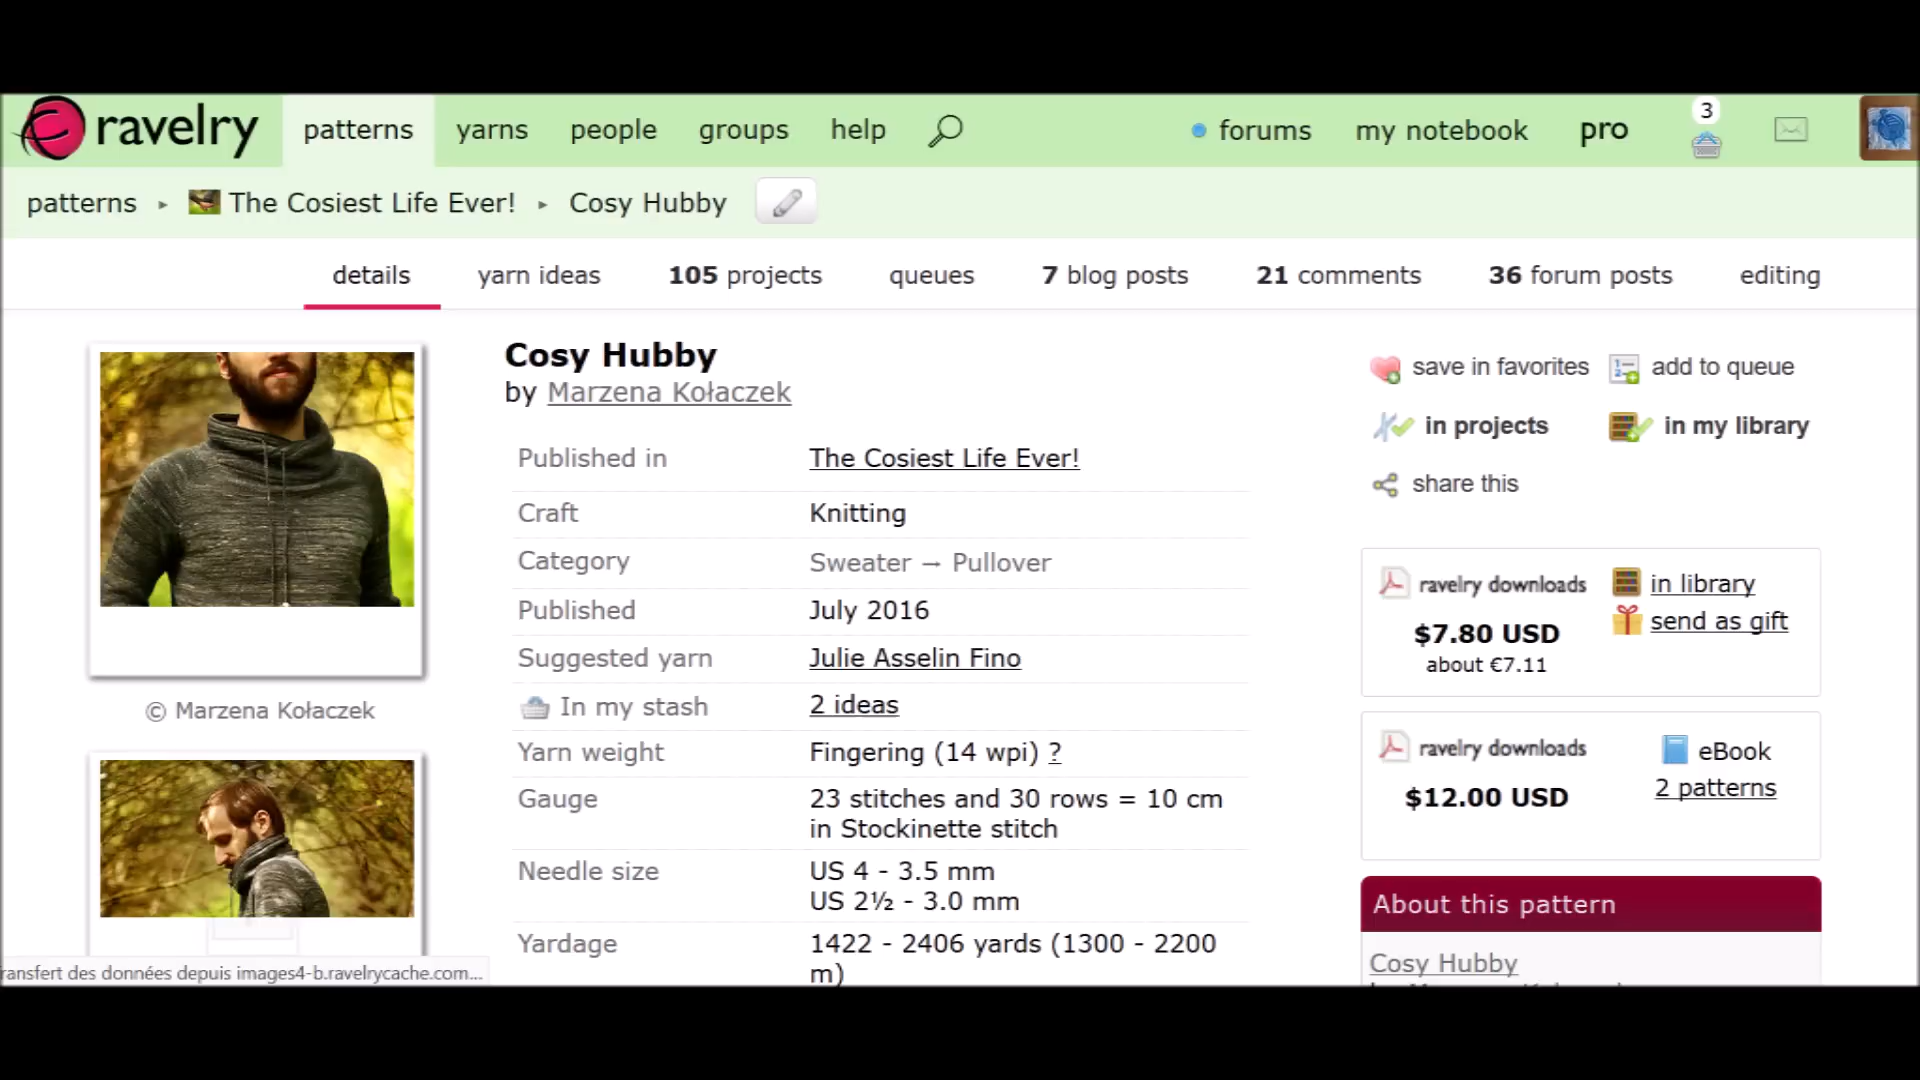 ravelry patterns yarns people groups help forums my notebook pro 3
patterns ▸ The Cosiest Life Ever! ▸ Cosy Hubby
details yarn ideas 105 projects queues 7 blog posts 21 comments 36 forum posts editing
Cosy Hubby
by Marzena Kołaczek
Published in The Cosiest Life Ever!
Craft Knitting
Category Sweater → Pullover
Published July 2016
Suggested yarn Julie Asselin Fino
In my stash 2 ideas
Yarn weight Fingering (14 wpi) ?
Gauge 23 stitches and 30 rows = 10 cm
in Stockinette stitch
Needle size US 4 - 3.5 mm
US 2½ - 3.0 mm
Yardage 1422 - 2406 yards (1300 - 2200
m)
© Marzena Kołaczek
save in favorites add to queue
in projects in my library
share this
ravelry downloads in library
$7.80 USD send as gift
about €7.11
ravelry downloads eBook
$12.00 USD 2 patterns
About this pattern
Cosy Hubby
ransfert des données depuis images4-b.ravelrycache.com...